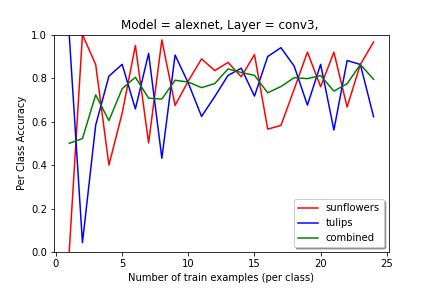 Model = alexnet, Layer = conv3,
Per Class Accuracy
1.0
0.8
0.6
0.4
0.2
0.0
0 5 10 15 20 25
Number of train examples (per class)
sunflowers
tulips
combined